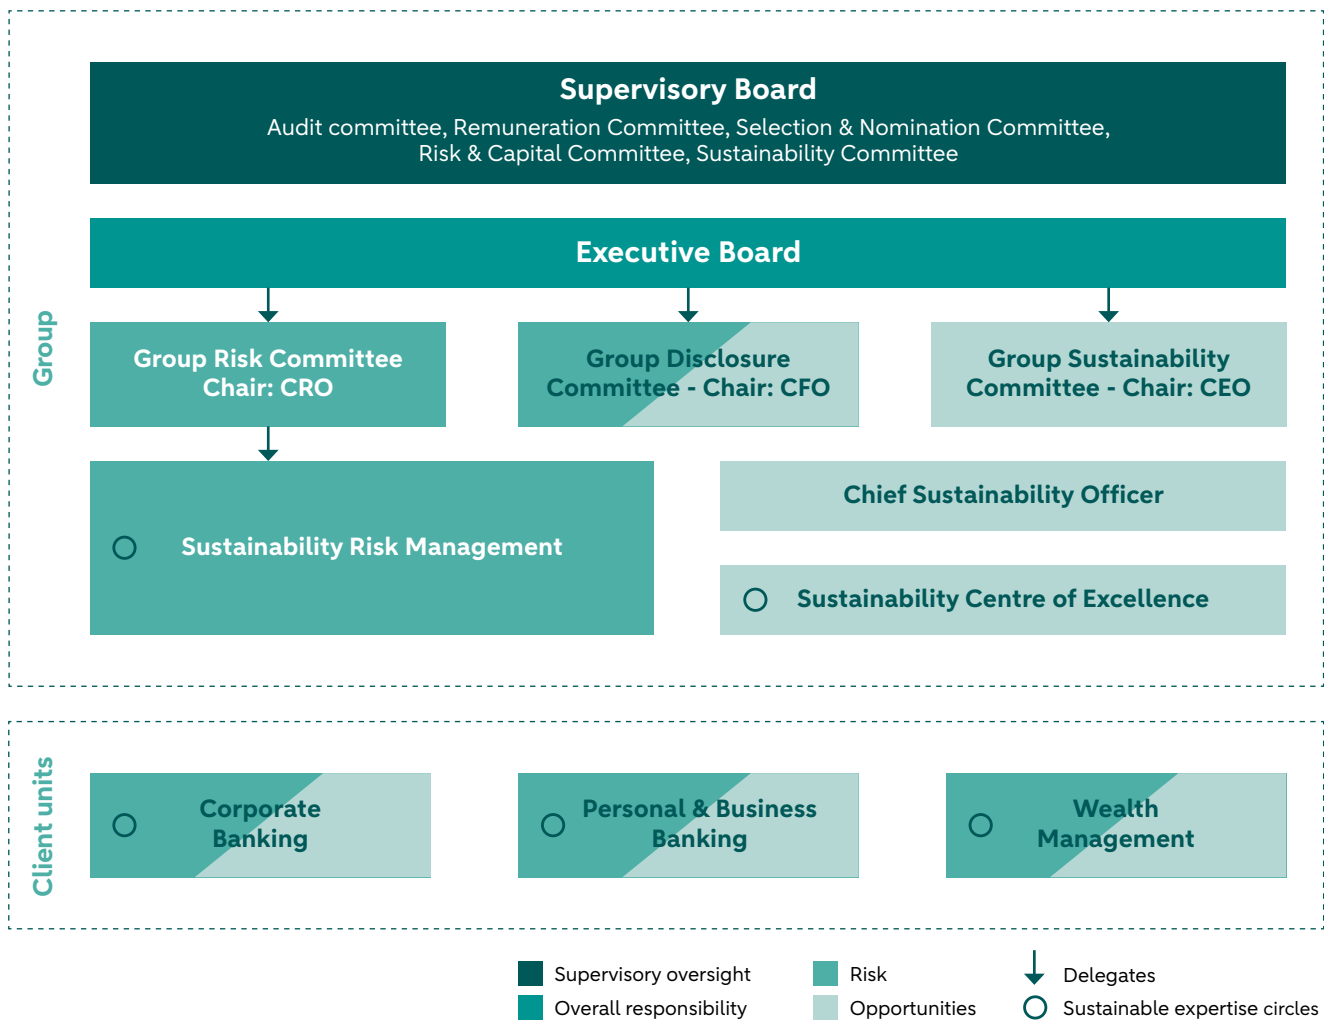 Supervisory Board
Audit committee, Remuneration Committee, Selection & Nomination Committee,
Risk & Capital Committee, Sustainability Committee
Executive Board
Group
Group Risk Committee
Chair: CRO
Group Disclosure
Committee - Chair: CFO
Group Sustainability
Committee - Chair: CEO
Sustainability Risk Management
Chief Sustainability Officer
Sustainability Centre of Excellence
Client units
Corporate
Banking
Personal & Business
Banking
Wealth
Management
Supervisory oversight
Overall responsibility
Risk
Opportunities
Delegates
Sustainable expertise circles